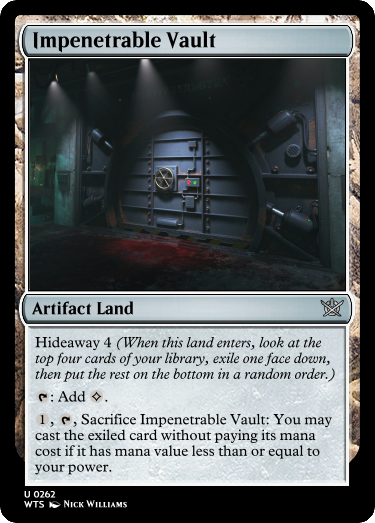 Impenetrable Vault
Artifact Land
Hideaway 4 (When this land enters, look at the
top four cards of your library, exile one face down,
then put the rest on the bottom in a random order.)
: Add .
1, , Sacrifice Impenetrable Vault: You may
cast the exiled card without paying its mana
cost if it has mana value less than or equal to
your power.
U 0262
WTS Nick Williams